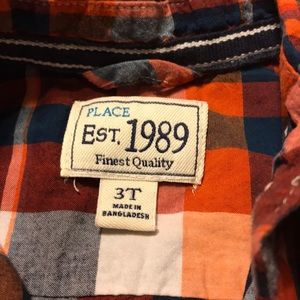 PLACE
EST. 1989
Finest Quality
3T
MADE IN
BANGLADESH